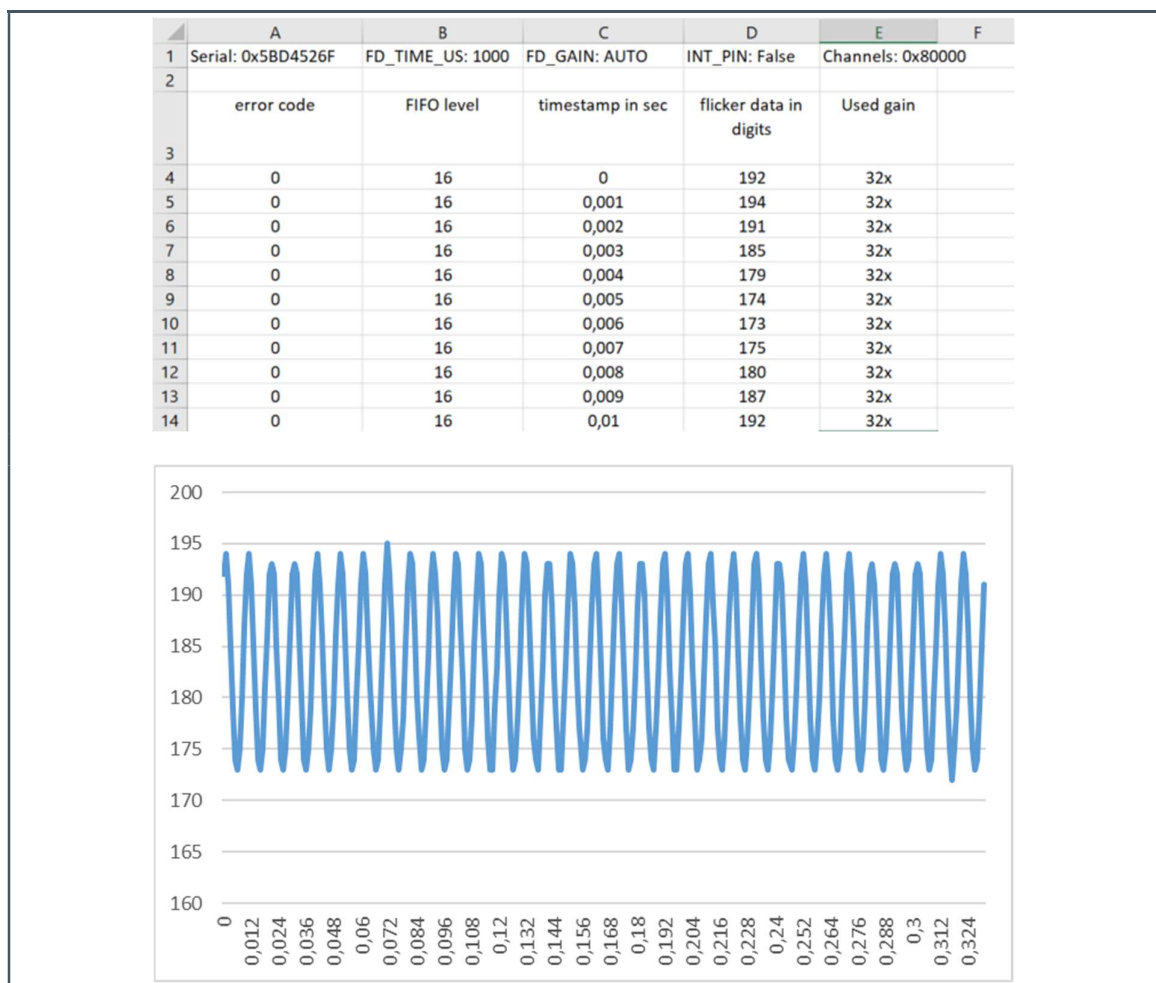 A B C D E F
1 Serial: 0x5BD4526F FD_TIME_US: 1000 FD_GAIN: AUTO INT_PIN: False Channels: 0x80000
2
error code FIFO level timestamp in sec flicker data in Used gain
digits
3
4 0 16 0 192 32x
5 0 16 0,001 194 32x
6 0 16 0,002 191 32x
7 0 16 0,003 185 32x
8 0 16 0,004 179 32x
9 0 16 0,005 174 32x
10 0 16 0,006 173 32x
11 0 16 0,007 175 32x
12 0 16 0,008 180 32x
13 0 16 0,009 187 32x
14 0 16 0,01 192 32x
200
195
190
185
180
175
170
165
160
0 0,012 0,024 0,036 0,048 0,06 0,072 0,084 0,096 0,108 0,12 0,132 0,144 0,156 0,168 0,18 0,192 0,204 0,216 0,228 0,24 0,252 0,264 0,276 0,288 0,3 0,312 0,324